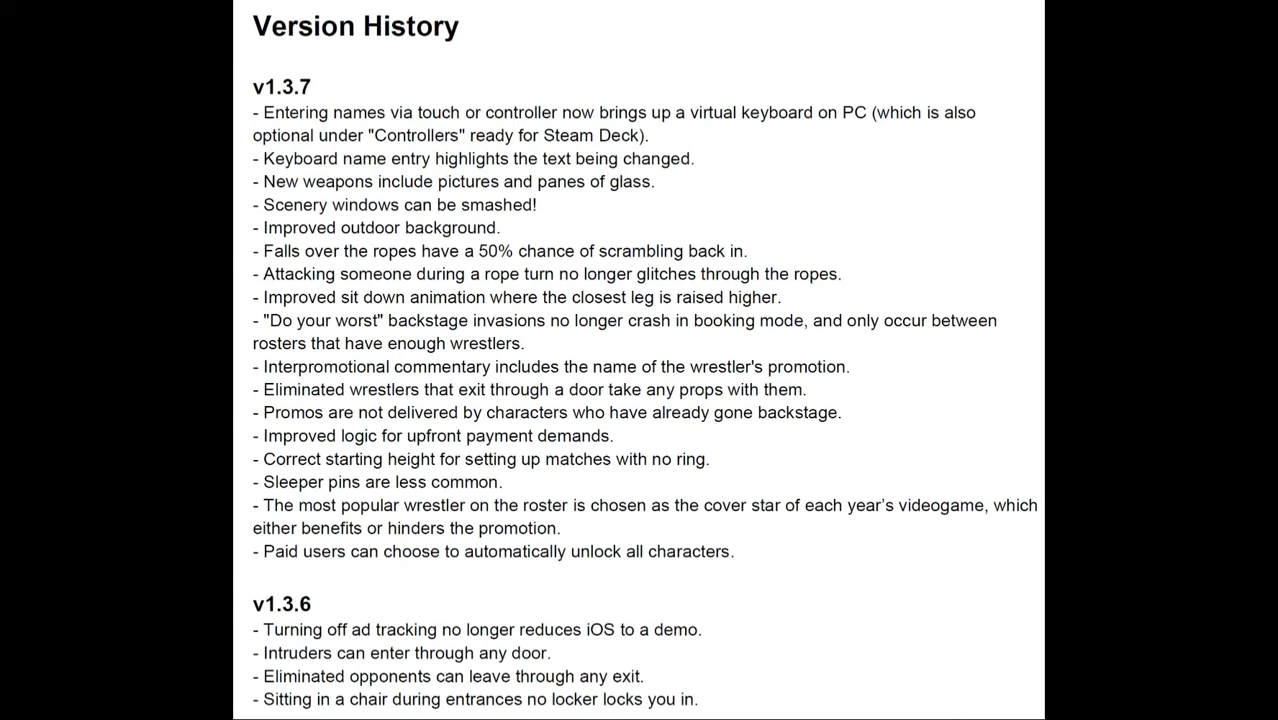 Version History
v1.3.7
- Entering names via touch or controller now brings up a virtual keyboard on PC (which is also
optional under "Controllers" ready for Steam Deck).
- Keyboard name entry highlights the text being changed.
- New weapons include pictures and panes of glass.
- Scenery windows can be smashed!
- Improved outdoor background.
- Falls over the ropes have a 50% chance of scrambling back in.
- Attacking someone during a rope turn no longer glitches through the ropes.
- Improved sit down animation where the closest leg is raised higher.
- "Do your worst" backstage invasions no longer crash in booking mode, and only occur between
rosters that have enough wrestlers.
- Interpromotional commentary includes the name of the wrestler's promotion.
- Eliminated wrestlers that exit through a door take any props with them.
- Promos are not delivered by characters who have already gone backstage.
- Improved logic for upfront payment demands.
- Correct starting height for setting up matches with no ring.
- Sleeper pins are less common.
- The most popular wrestler on the roster is chosen as the cover star of each year’s videogame, which
either benefits or hinders the promotion.
- Paid users can choose to automatically unlock all characters.
v1.3.6
- Turning off ad tracking no longer reduces iOS to a demo.
- Intruders can enter through any door.
- Eliminated opponents can leave through any exit.
- Sitting in a chair during entrances no locker locks you in.